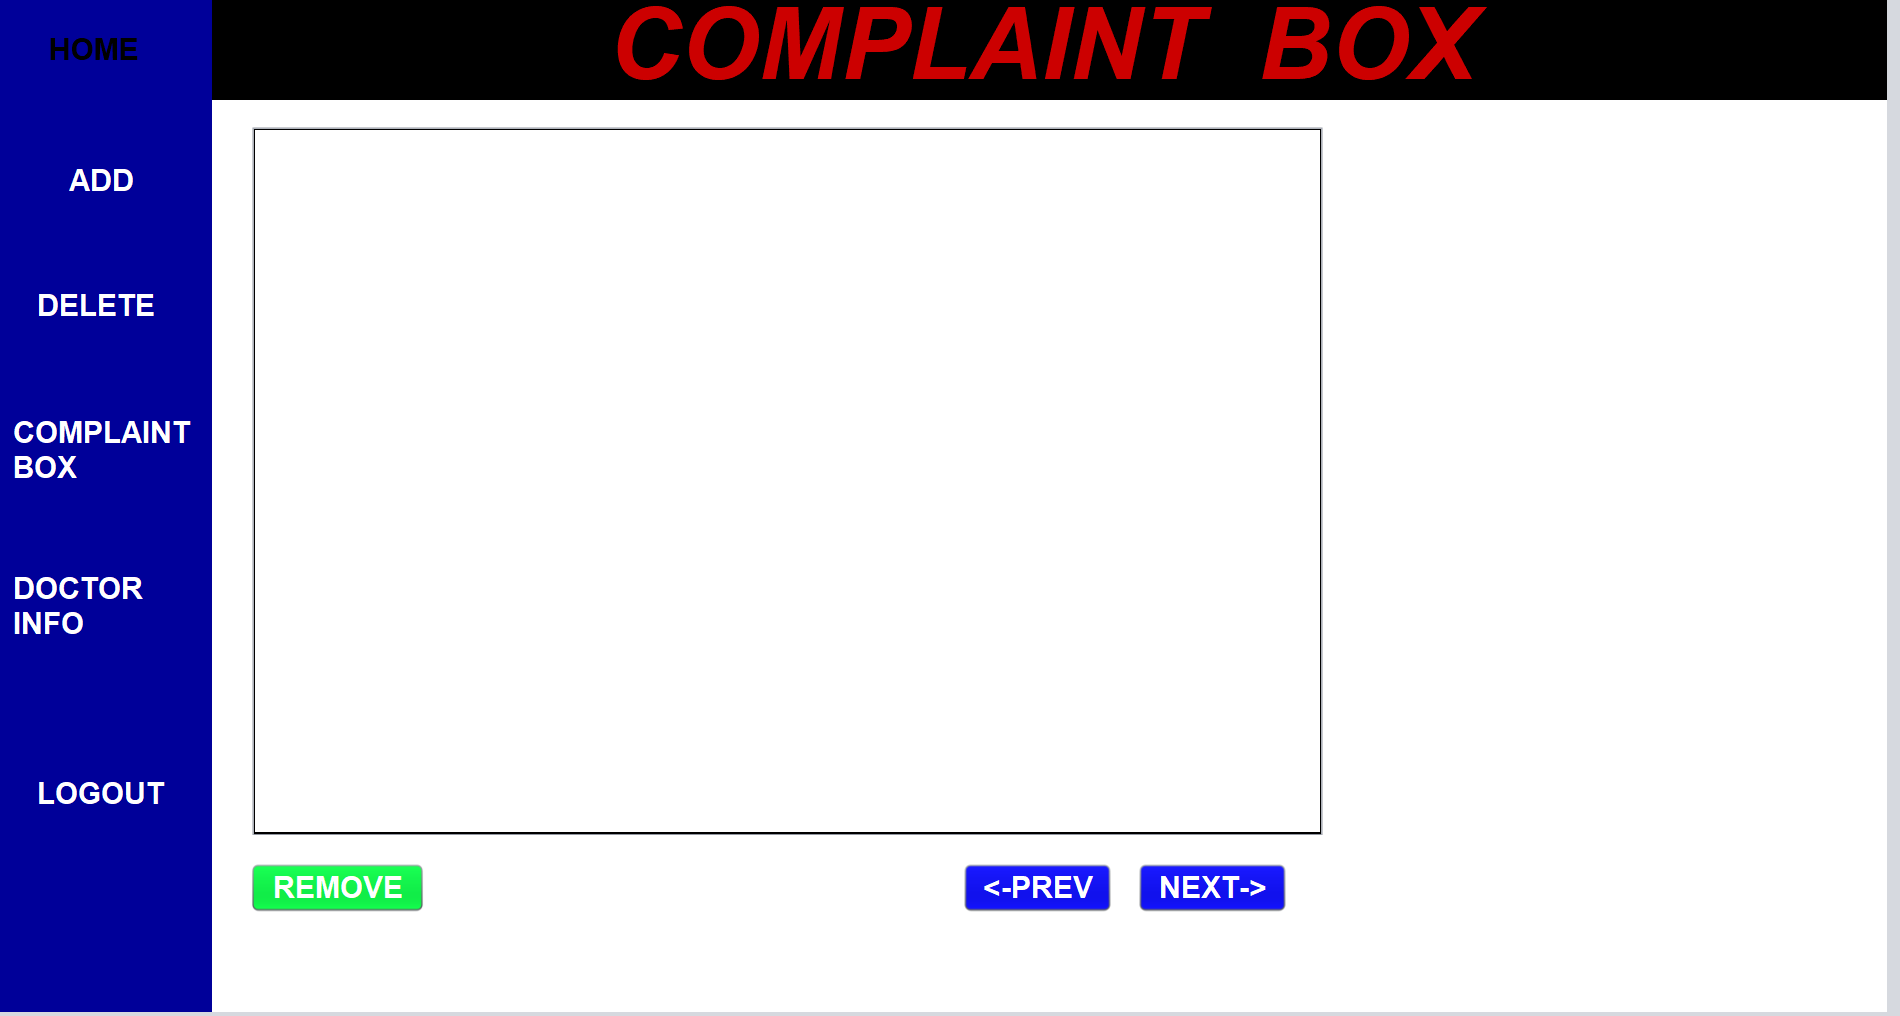 HOME
COMPLAINT BOX
ADD
DELETE
COMPLAINT
BOX
DOCTOR
INFO
LOGOUT
REMOVE
<-PREV
NEXT->